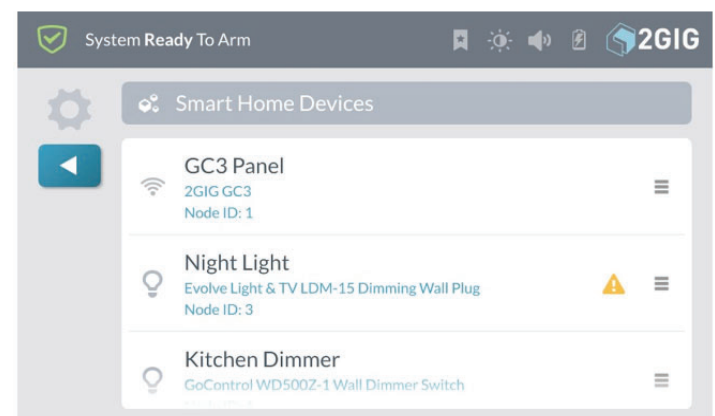 System Ready To Arm
2GIG
Smart Home Devices
GC3 Panel
2GIG GC3
Node ID: 1
Night Light
Evolve Light & TV LDM-15 Dimming Wall Plug
Node ID: 3
Kitchen Dimmer
GoControl WD500Z-1 Wall Dimmer Switch